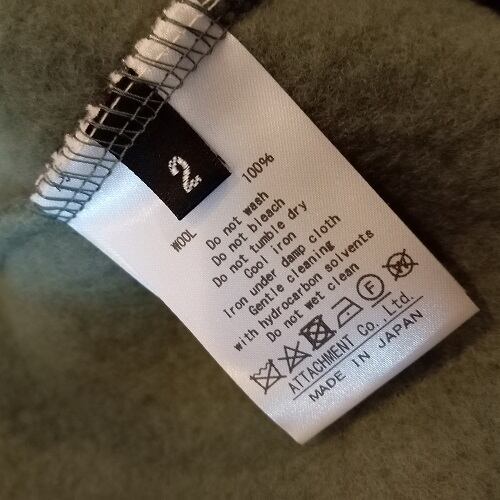 2
WOOL 100%
Do not wash
Do not bleach
Do not tumble dry
Cool iron
Iron under damp cloth
Gentle cleaning
with hydrocarbon solvents
Do not wet clean
F W
ATTACHMENT Co., Ltd.
MADE IN JAPAN